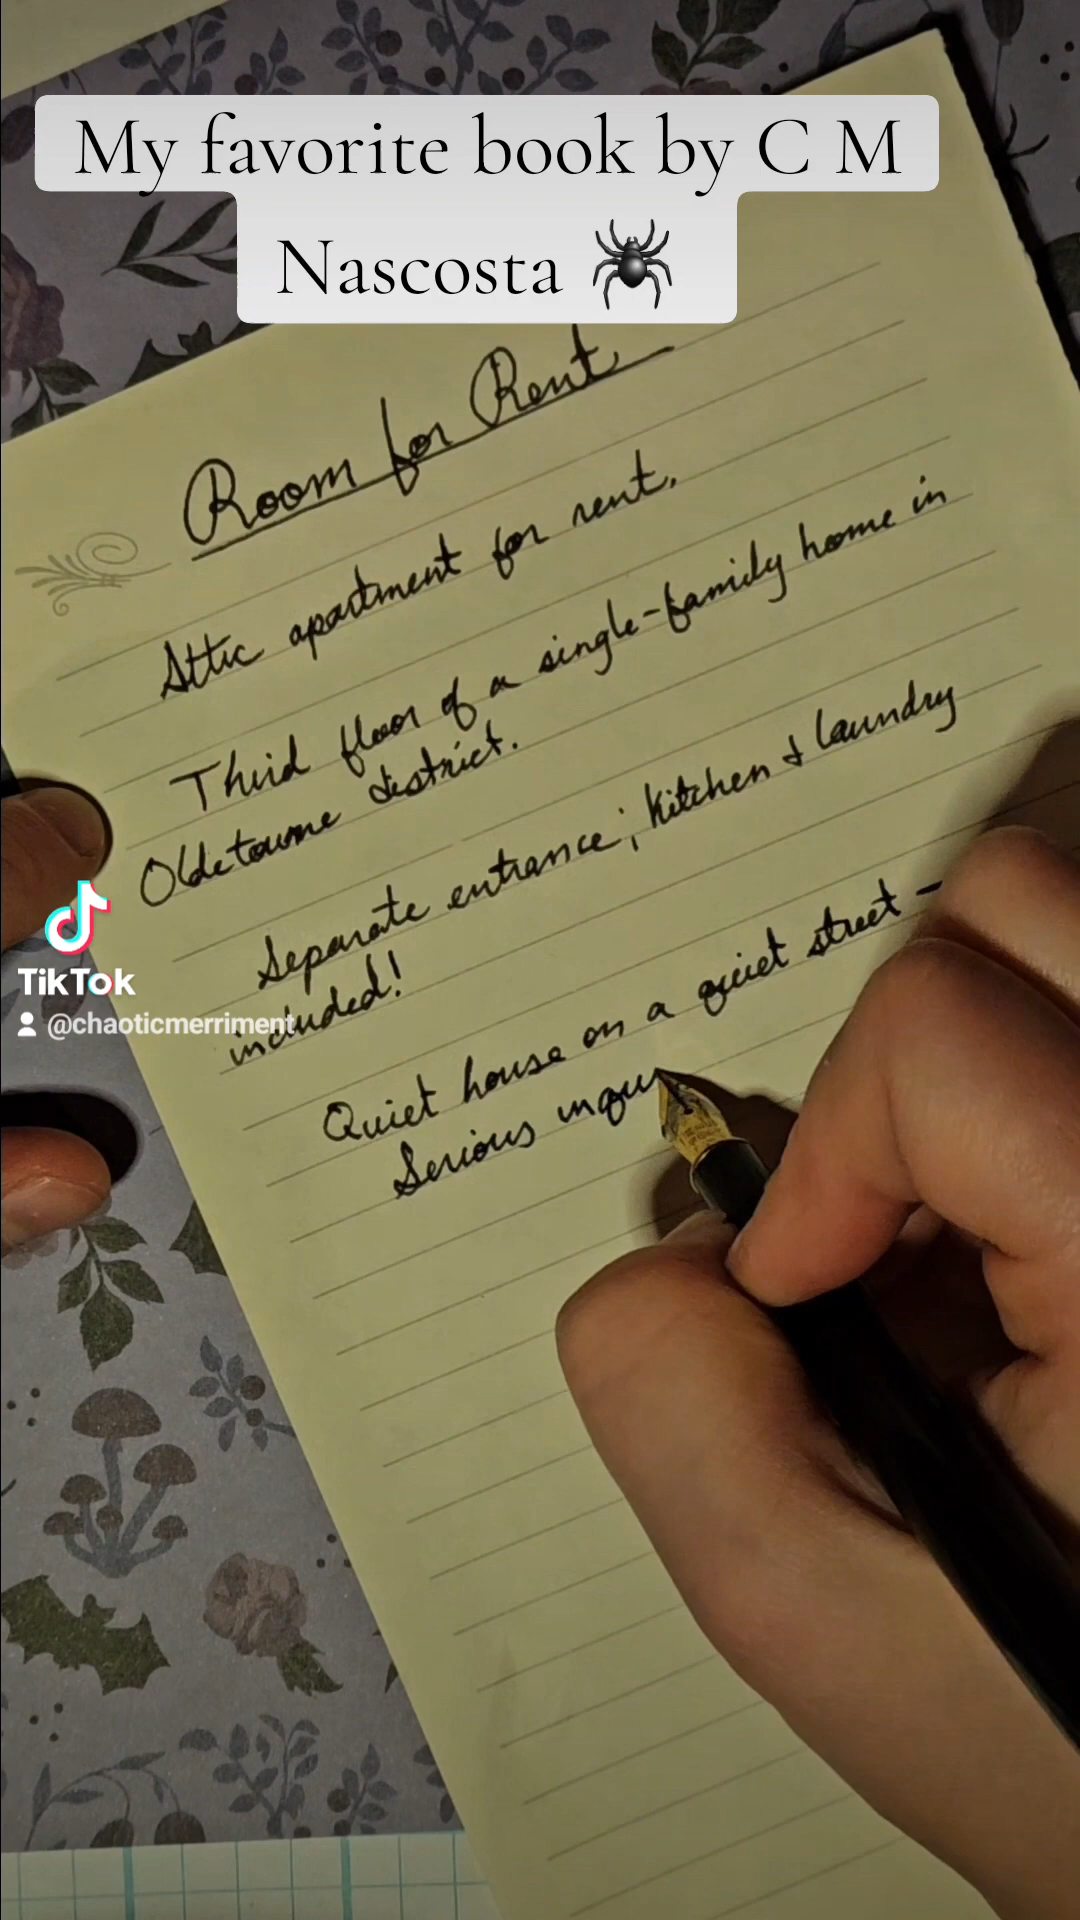 My favorite book by C M
Nascosta 🕷
Room for Rent
Attic apartment for rent.
Third floor of a single-family home in
Oldetowne district.
Separate entrance; kitchen & laundry
included!
Quiet house on a quiet street –
Serious inqui
TikTok
@chaoticmerriment